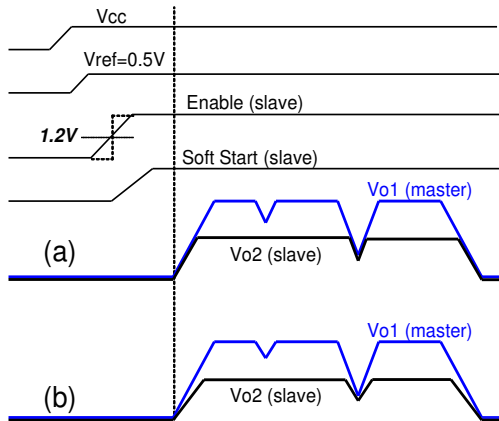 Vcc
Vref=0.5V
Enable (slave)
1.2V
Soft Start (slave)
Vo1 (master)
(a)
Vo2 (slave)
Vo1 (master)
(b)
Vo2 (slave)